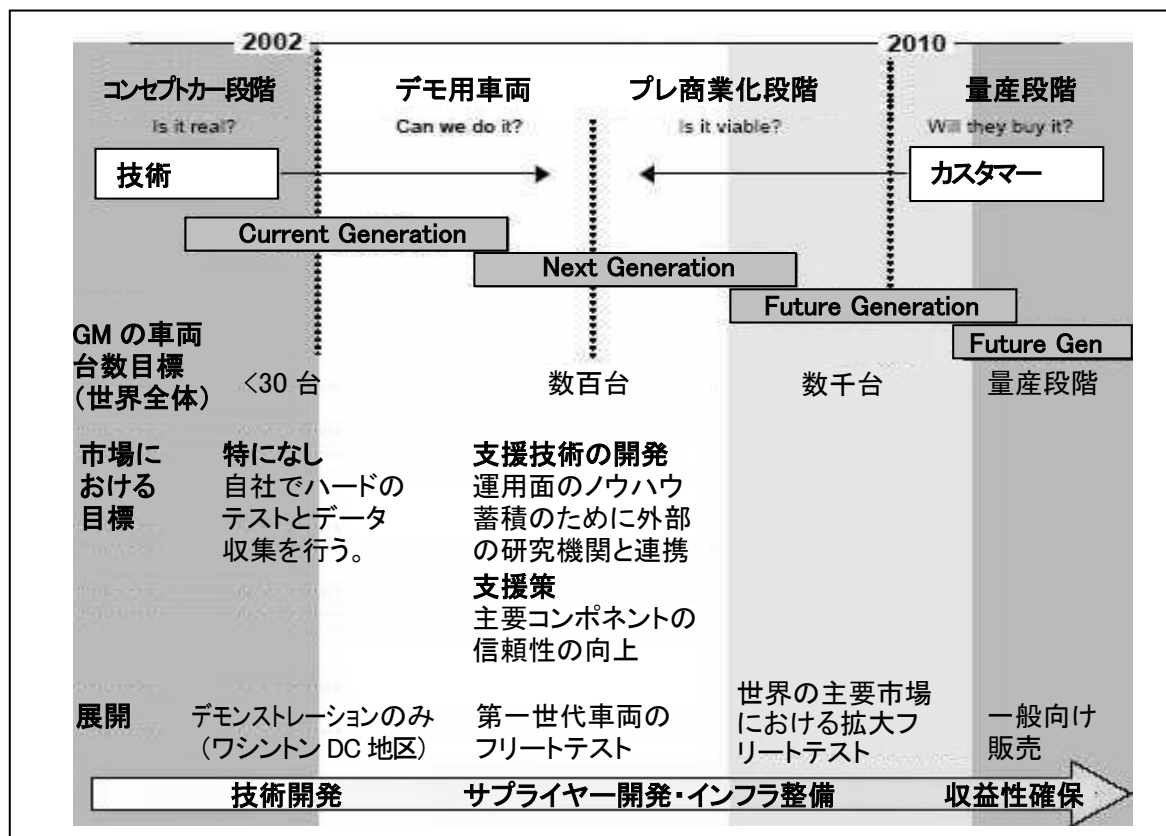 2002
2010
コンセプトカー段階
デモ用車両
プレ商業化段階
量産段階
Is it real?
Can we do it?
Is it viable?
Will they buy it?
技術
カスタマー
Current Generation
Next Generation
Future Generation
Future Gen
GM の車両
台数目標
（世界全体）
<30 台
数百台
数千台
量産段階
市場に
おける
目標
特になし
自社でハードの
テストとデータ
収集を行う。
支援技術の開発
運用面のノウハウ
蓄積のために外部
の研究機関と連携
支援策
主要コンポネントの
信頼性の向上
展開
デモンストレーションのみ
（ワシントン DC 地区）
第一世代車両の
フリートテスト
世界の主要市場
における拡大フ
リートテスト
一般向け
販売
技術開発
サプライヤー開発・インフラ整備
収益性確保